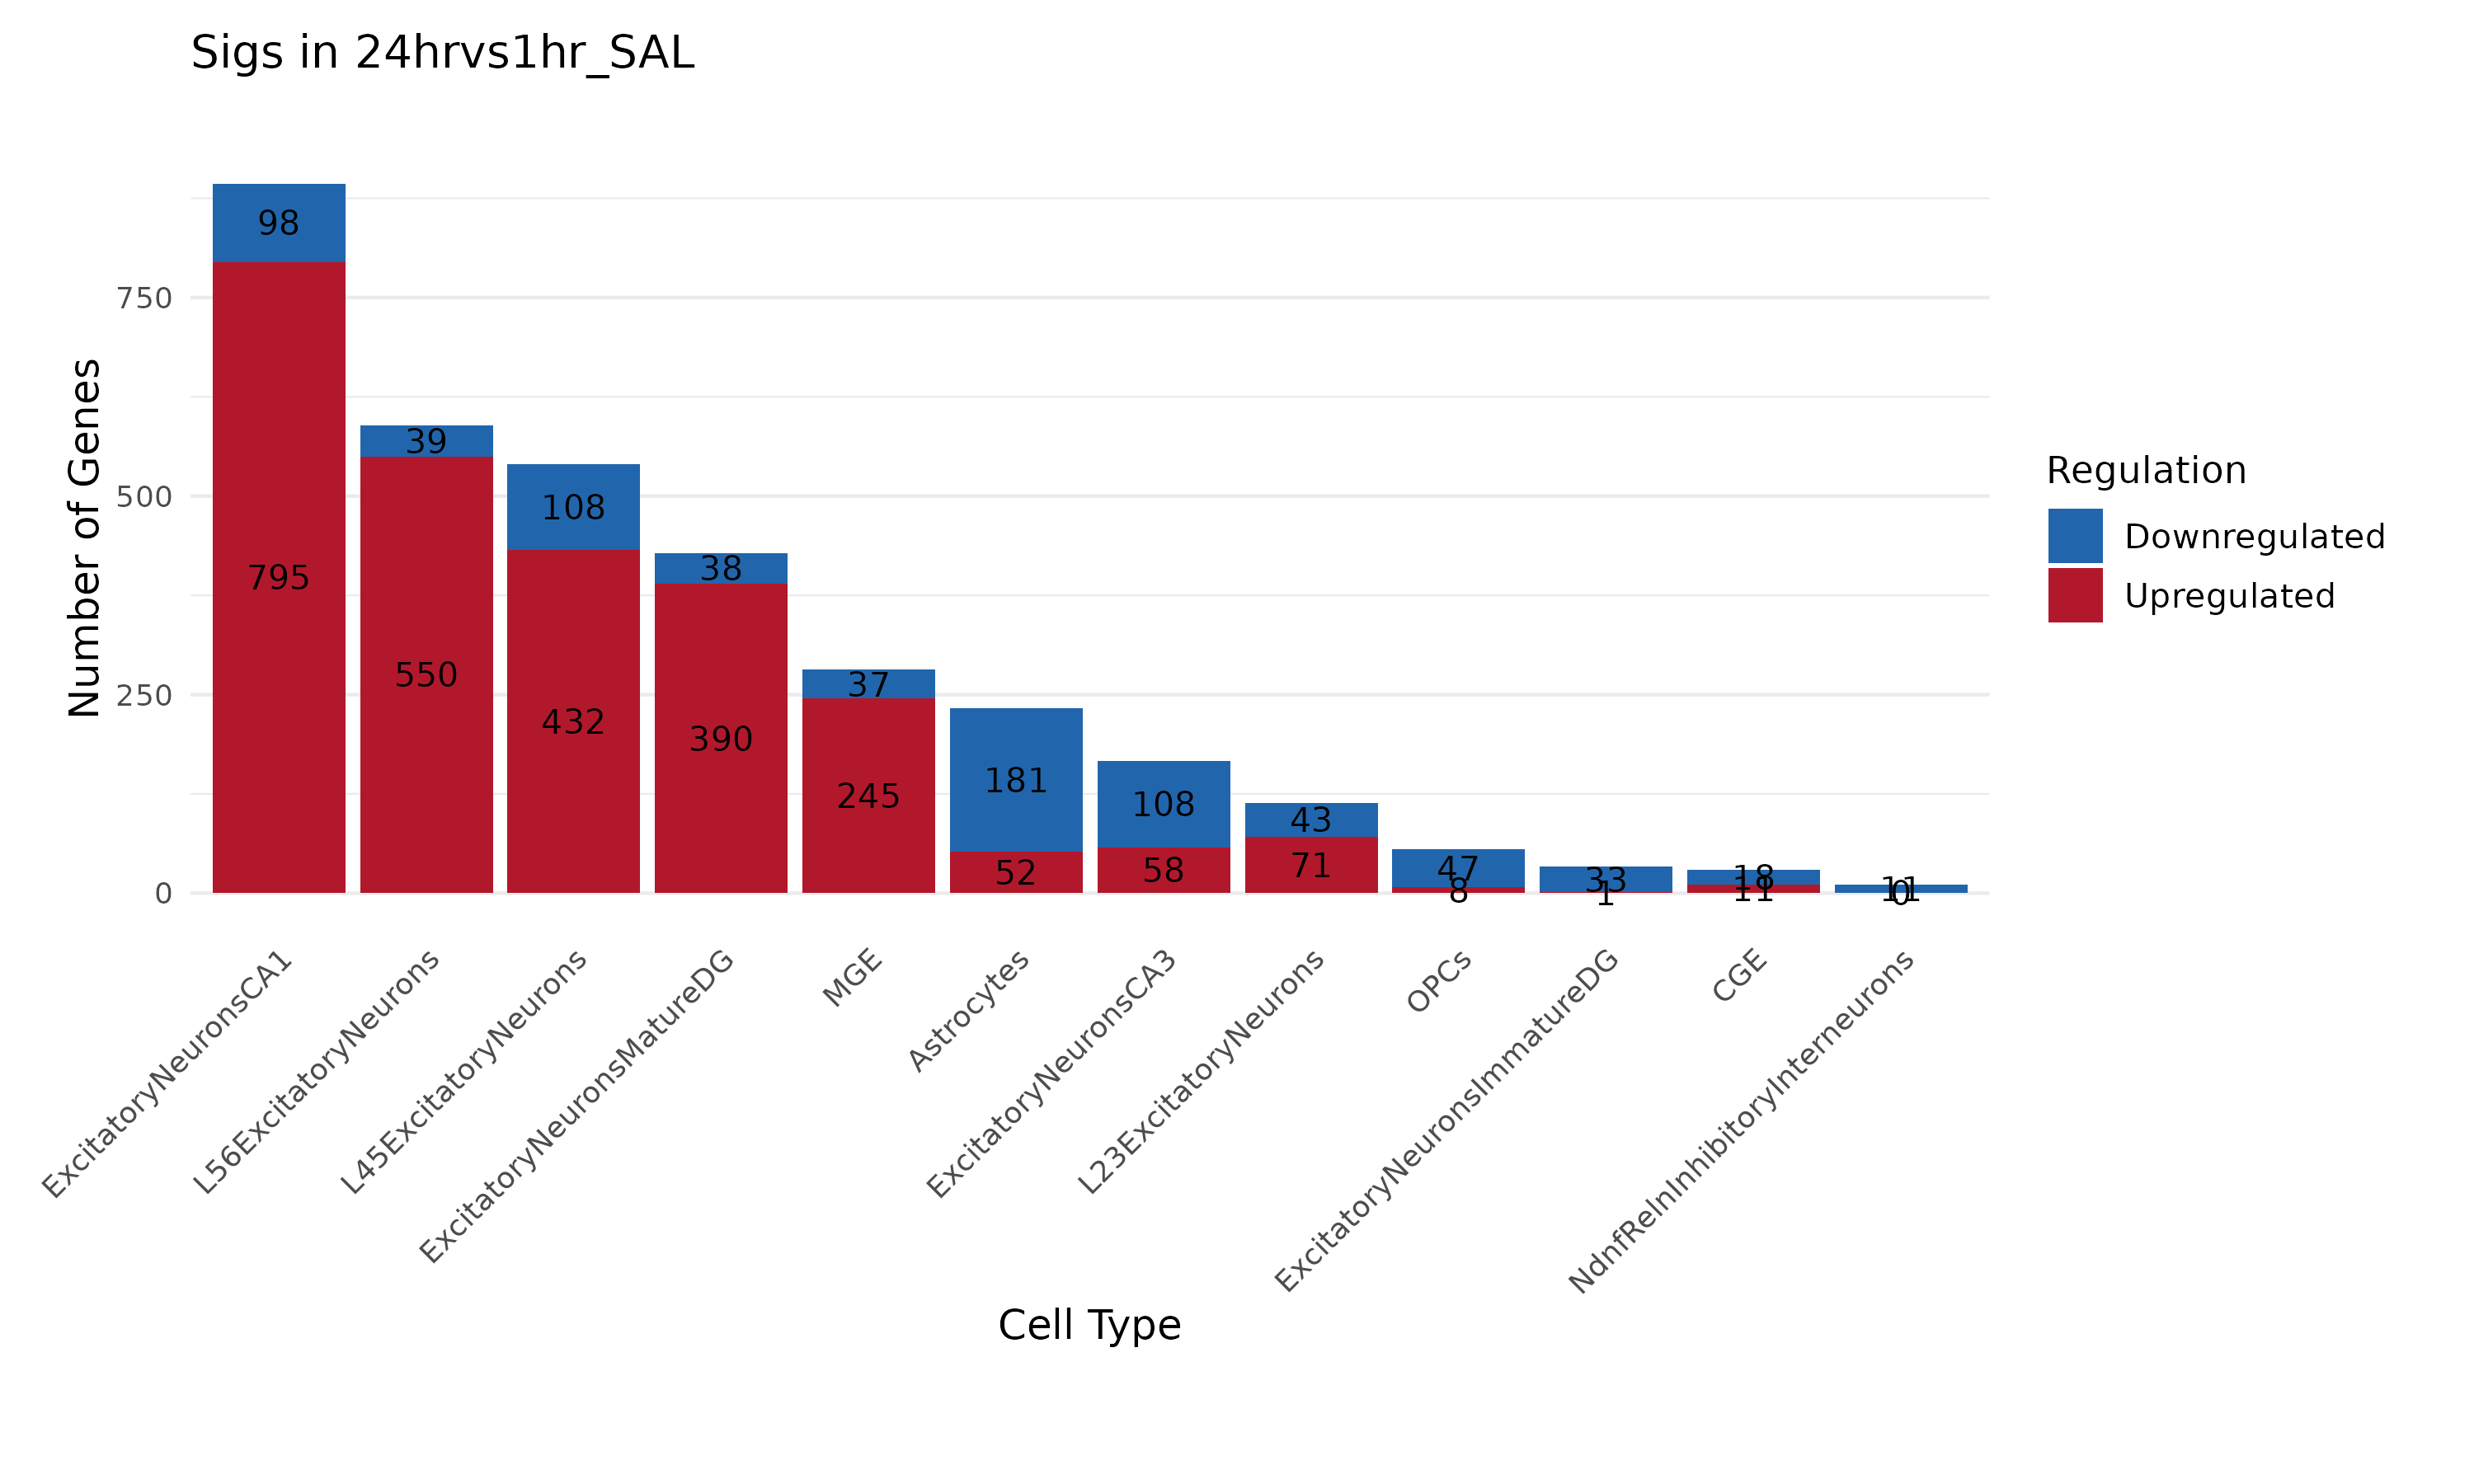 Sigs in 24hrvs1hr_SAL
Number of Genes
750
500
250
0
98
795
39
550
108
432
38
390
37
245
181
52
108
58
43
71
47
8
33
1
18
11
11
0
ExcitatoryNeuronsCA1
L56ExcitatoryNeurons
L45ExcitatoryNeurons
ExcitatoryNeuronsMatureDG
MGE
Astrocytes
ExcitatoryNeuronsCA3
L23ExcitatoryNeurons
OPCs
ExcitatoryNeuronsImmatureDG
CGE
NdnfRelnInhibitoryInterneurons
Cell Type
Regulation
Downregulated
Upregulated